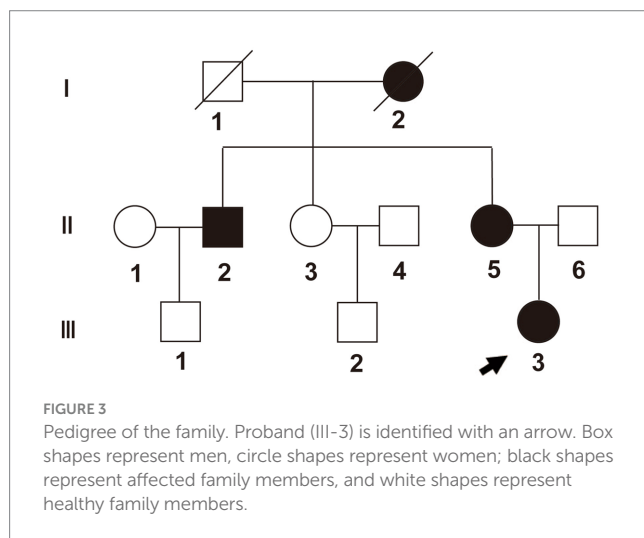 I
1 2
II
1 2 3 4 5 6
III
1 2 3
FIGURE 3
Pedigree of the family. Proband (III-3) is identified with an arrow. Box
shapes represent men, circle shapes represent women; black shapes
represent affected family members, and white shapes represent
healthy family members.